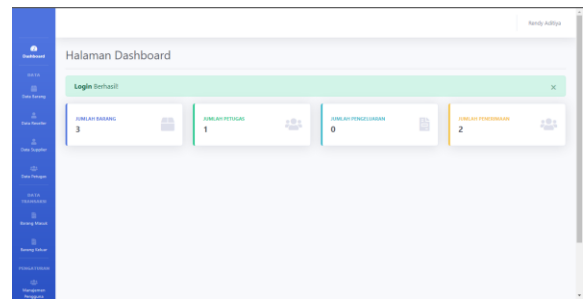 Randy Aditya
Dashboard
Halaman Dashboard
DATA
Login Berhasil!
×
Data Barang
JUMLAH BARANG
3
JUMLAH PETUGAS
1
JUMLAH PENGELUARAN
0
JUMLAH PENERIMAAN
2
Data Reseller
Data Supplier
Data Petugas
DATA
TRANSAKSI
Barang Masuk
Barang Keluar
PENGATURAN
Manajemen
Pengguna